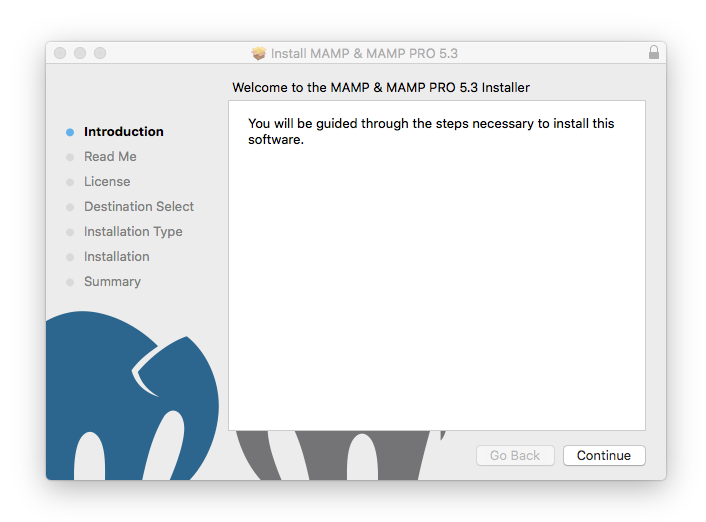 Install MAMP & MAMP PRO 5.3
Welcome to the MAMP & MAMP PRO 5.3 Installer
Introduction
Read Me
License
Destination Select
Installation Type
Installation
Summary
You will be guided through the steps necessary to install this
software.
Go Back
Continue